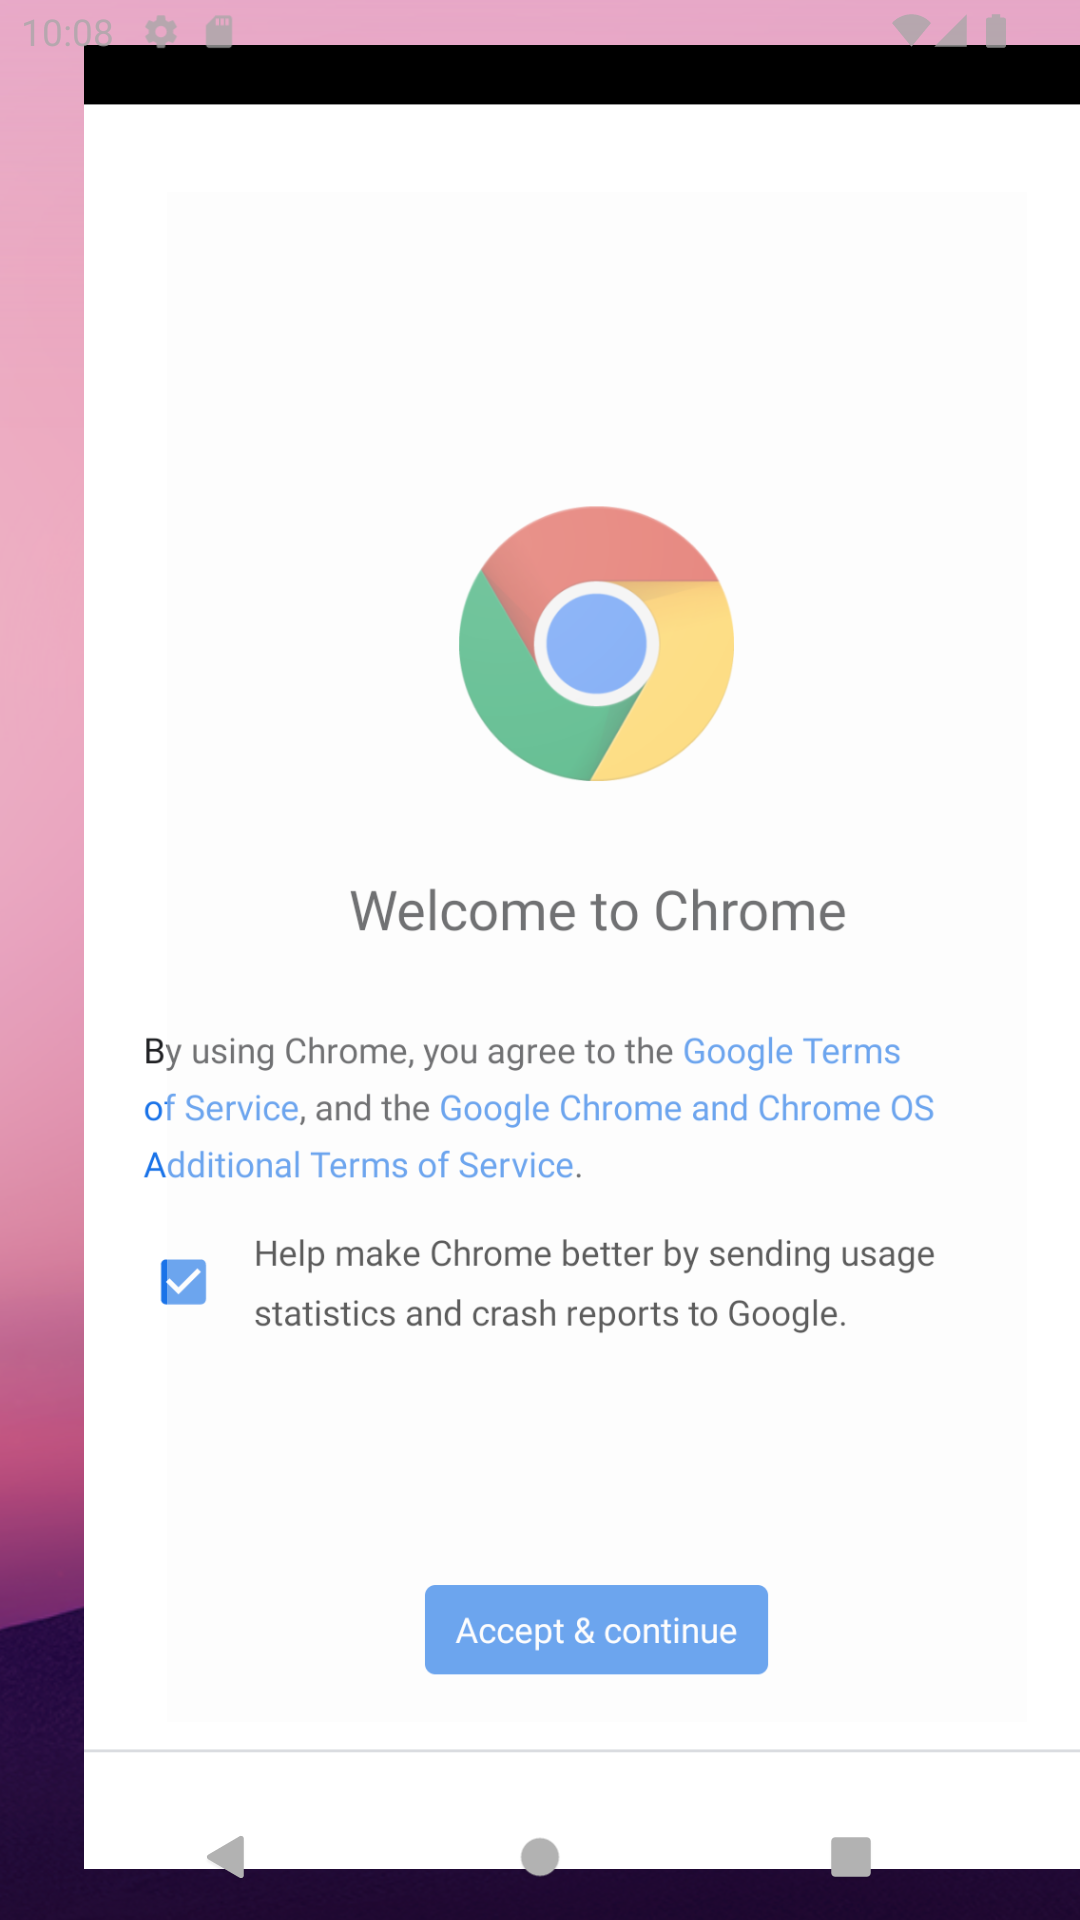 10:08
Welcome to Chrome
By using Chrome, you agree to the Google Terms
of Service, and the Google Chrome and Chrome OS
Additional Terms of Service.
Help make Chrome better by sending usage
statistics and crash reports to Google.
Accept & continue